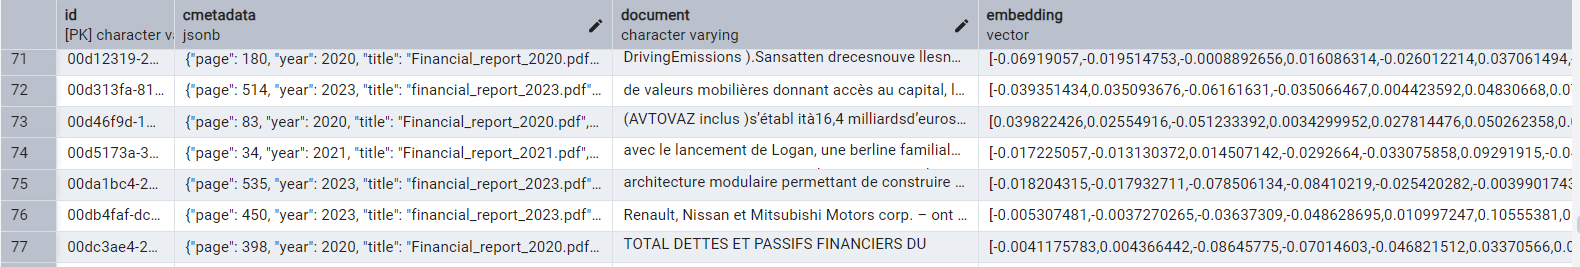 id cmetadata document embedding
[PK] character va jsonb character varying vector
71 00d12319-2... {"page": 180, "year": 2020, "title": "Financial_report_2020.pdf... DrivingEmissions ).Sansatten drecesnouve llesn... [-0.06919057,-0.019514753,-0.0008892656,0.016086314,-0.026012214,0.037061494,-
72 00d313fa-81... {"page": 514, "year": 2023, "title": "financial_report_2023.pdf"... de valeurs mobilières donnant accès au capital, l... [-0.039351434,0.035093676,-0.06161631,-0.035066467,0.004423592,0.04830668,0.07
73 00d46f9d-1... {"page": 83, "year": 2020, "title": "Financial_report_2020.pdf",... (AVTOVAZ inclus )s'établ ità16,4 milliardsd'euros... [0.039822426,0.02554916,-0.051233392,0.0034299952,0.027814476,0.050262358,0.
74 00d5173a-3... {"page": 34, "year": 2021, "title": "Financial_report_2021.pdf",... avec le lancement de Logan, une berline familial... [-0.017225057,-0.013130372,0.014507142,-0.0292664,-0.033075858,0.09291915,-0.0
75 00da1bc4-2... {"page": 535, "year": 2023, "title": "financial_report_2023.pdf"... architecture modulaire permettant de construire ... [-0.018204315,-0.017932711,-0.078506134,-0.08410219,-0.025420282,-0.0039901743
76 00db4faf-dc... {"page": 450, "year": 2023, "title": "financial_report_2023.pdf"... Renault, Nissan et Mitsubishi Motors corp. – ont ... [-0.005307481,-0.0037270265,-0.03637309,-0.048628695,0.010997247,0.10555381,0
77 00dc3ae4-2... {"page": 398, "year": 2020, "title": "Financial_report_2020.pdf... TOTAL DETTES ET PASSIFS FINANCIERS DU [-0.0041175783,0.004366442,-0.08645775,-0.07014603,-0.046821512,0.03370566,0.0